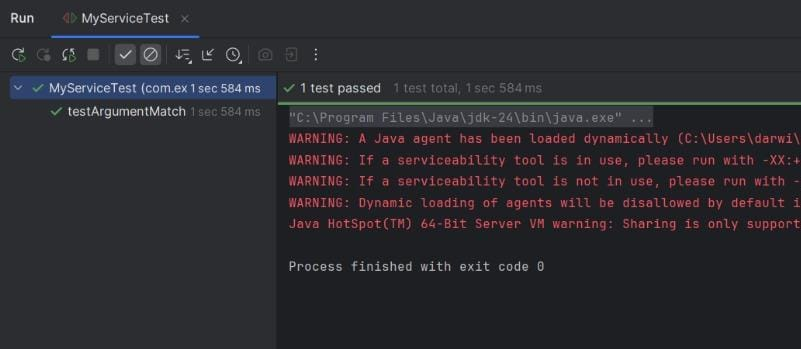 Run MyServiceTest
MyServiceTest (com.ex 1 sec 584 ms
testArgumentMatch 1 sec 584 ms
1 test passed 1 test total, 1 sec 584 ms
"C:\Program Files\Java\jdk-24\bin\java.exe" ...
WARNING: A Java agent has been loaded dynamically (C:\Users\darwi\
WARNING: If a serviceability tool is in use, please run with -XX:+
WARNING: If a serviceability tool is not in use, please run with -
WARNING: Dynamic loading of agents will be disallowed by default i
Java HotSpot(TM) 64-Bit Server VM warning: Sharing is only support
Process finished with exit code 0